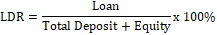 LDR = Loan / Total Deposit + Equity x 100%